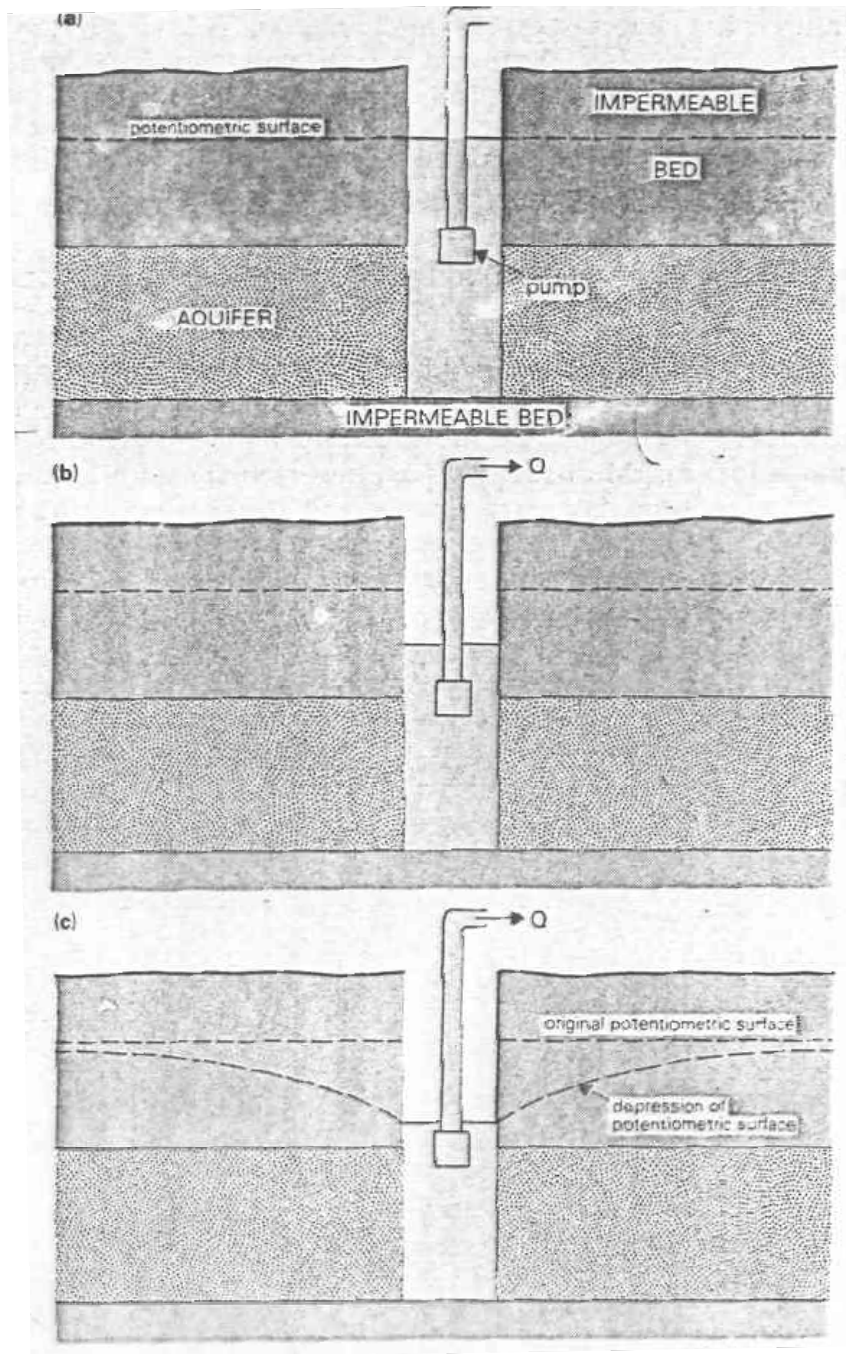 (a)
IMPERMEABLE
potentiometric surface
BED
pump
AQUIFER
IMPERMEABLE BED
(b)
Q
(c)
Q
original potentiometric surface
depression of
potentiometric surface